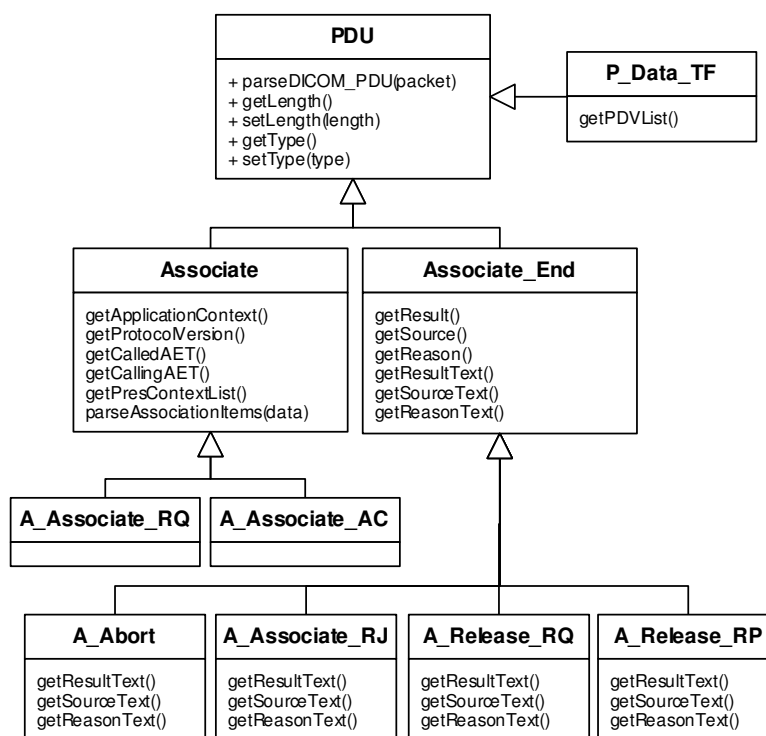 PDU
+ parseDICOM_PDU(packet)
+ getLength()
+ setLength(length)
+ getType()
+ setType(type)
P_Data_TF
getPDVList()
Associate
getApplicationContext()
getProtocolVersion()
getCalledAET()
getCallingAET()
getPresContextList()
parseAssociationItems(data)
Associate_End
getResult()
getSource()
getReason()
getResultText()
getSourceText()
getReasonText()
A_Associate_RQ
A_Associate_AC
A_Abort
getResultText()
getSourceText()
getReasonText()
A_Associate_RJ
getResultText()
getSourceText()
getReasonText()
A_Release_RQ
getResultText()
getSourceText()
getReasonText()
A_Release_RP
getResultText()
getSourceText()
getReasonText()